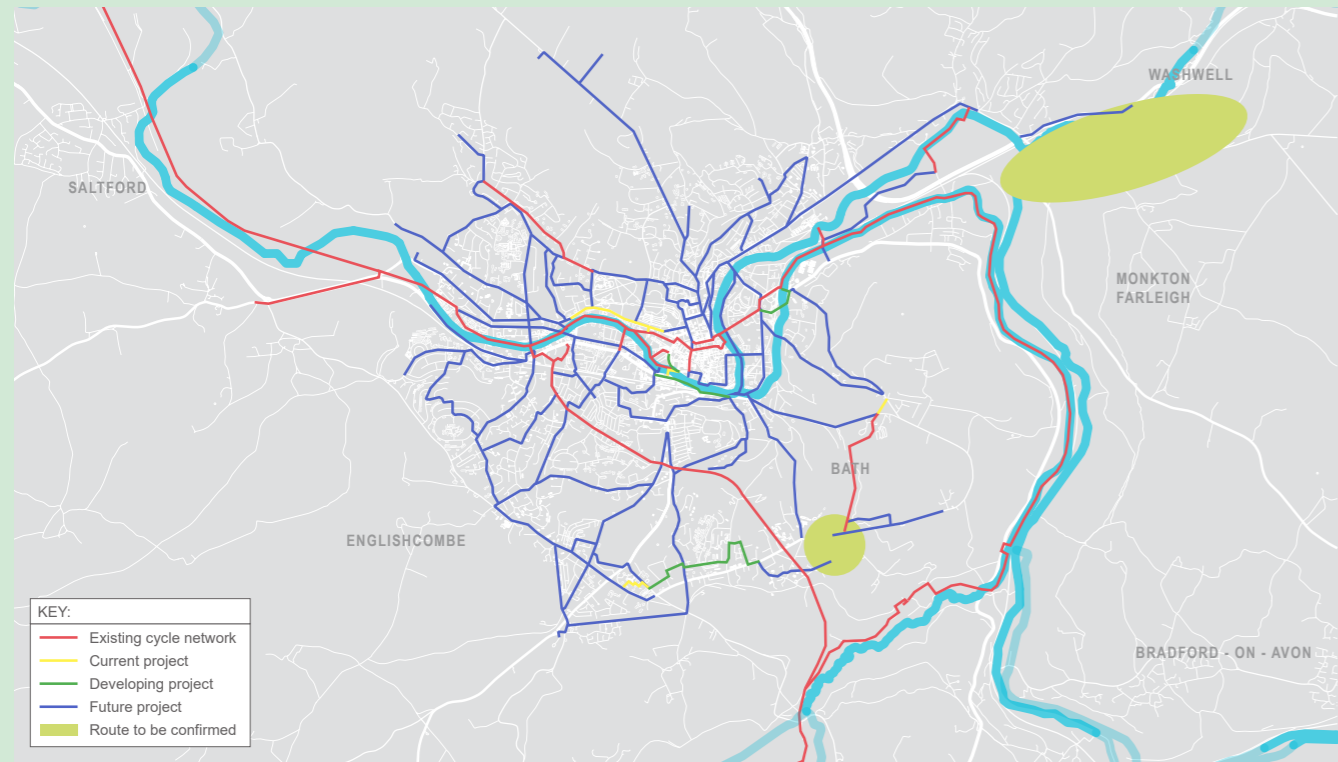 WASHWELL
SALTFORD
MONKTON
FARLEIGH
BATH
ENGLISHCOMBE
BRADFORD - ON - AVON
KEY:
Existing cycle network
Current project
Developing project
Future project
Route to be confirmed